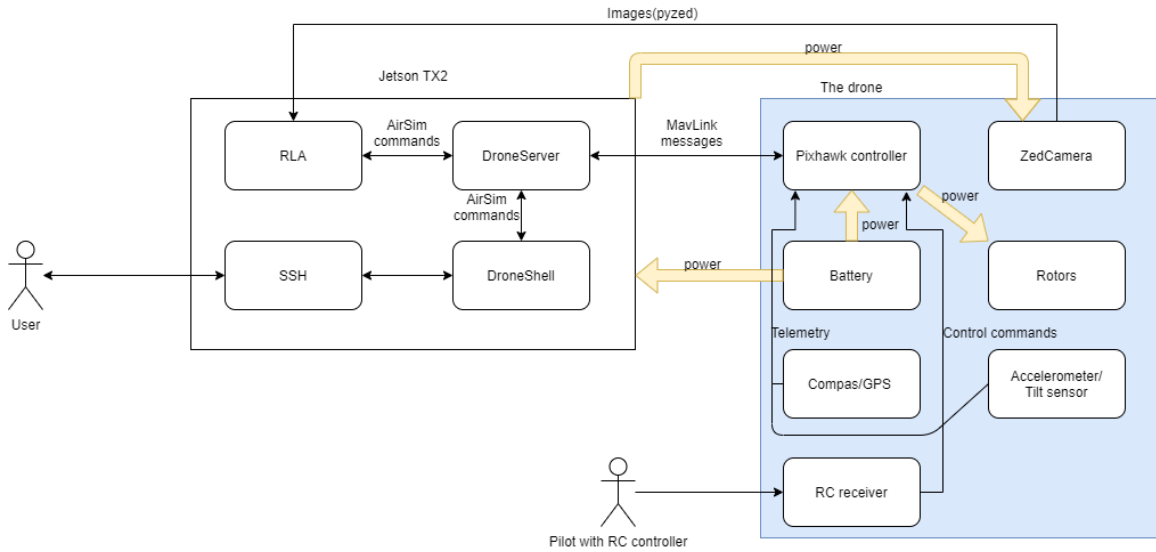 Images(pyzed)
power
Jetson TX2
The drone
AirSim
commands
MavLink
messages
RLA
DroneServer
Pixhawk controller
ZedCamera
AirSim
commands
power
power
SSH
DroneShell
power
Battery
Rotors
User
Telemetry
Control commands
Compas/GPS
Accelerometer/
Tilt sensor
RC receiver
Pilot with RC controller